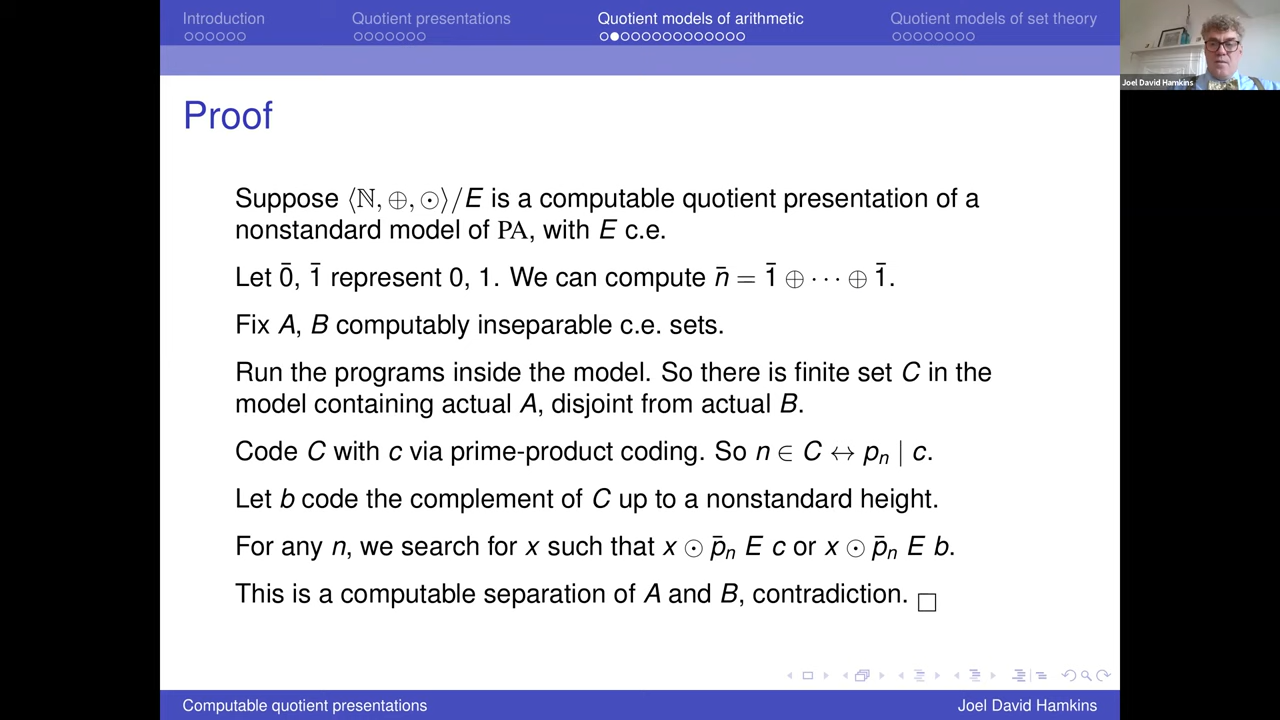 Introduction
Quotient presentations
Quotient models of arithmetic
Quotient models of set theory
Joel David Hamkins
Proof
Suppose ⟨ℕ, ⊕, ⊙⟩/E is a computable quotient presentation of a
nonstandard model of PA, with E c.e.
Let 0̄, 1̄ represent 0, 1. We can compute n̄ = 1̄ ⊕ ··· ⊕ 1̄.
Fix A, B computably inseparable c.e. sets.
Run the programs inside the model. So there is finite set C in the
model containing actual A, disjoint from actual B.
Code C with c via prime-product coding. So n ∈ C ↔ pₙ | c.
Let b code the complement of C up to a nonstandard height.
For any n, we search for x such that x ⊙ p̄ₙ E c or x ⊙ p̄ₙ E b.
This is a computable separation of A and B, contradiction. □
Computable quotient presentations
Joel David Hamkins